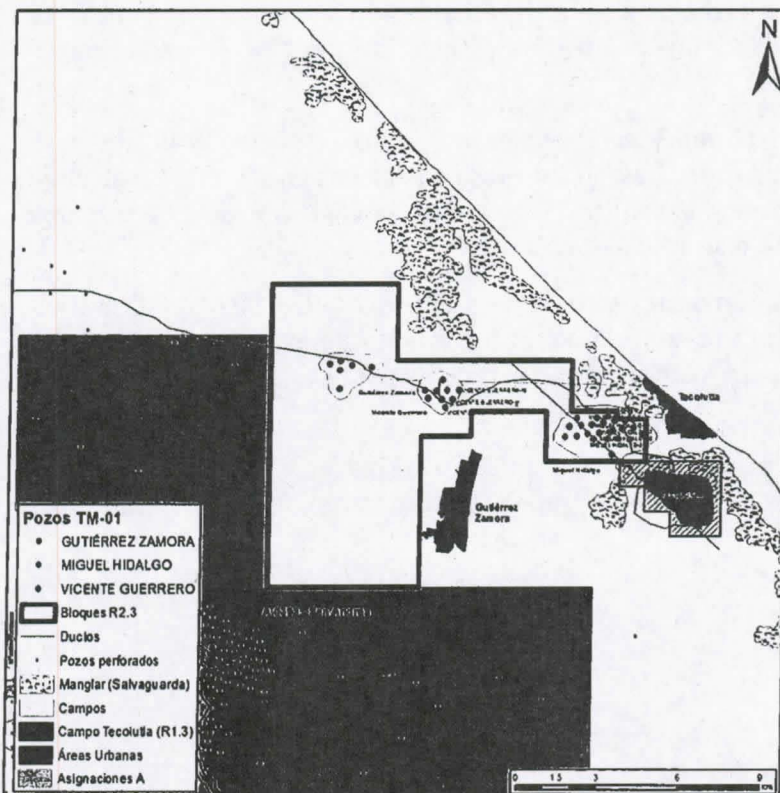 N
Tecolutla
Gutiérrez Zamora
Vicente Guerrero
Miguel Hidalgo
Gutiérrez
Zamora
Pozos TM-01
GUTIÉRREZ ZAMORA
MIGUEL HIDALGO
VICENTE GUERRERO
Bloques R2.3
Ductos
Pozos perforados
Manglar (Salvaguarda)
Campos
Campo Tecolutla (R1.3)
Áreas Urbanas
Asignaciones A
0 1.5 3 6 9